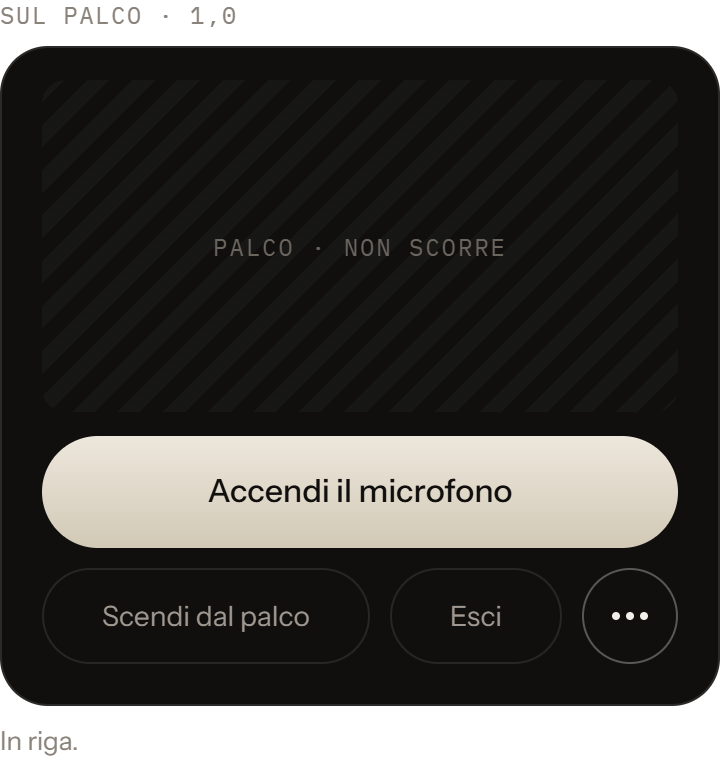 SUL PALCO · 1,0
PALCO · NON SCORRE
Accendi il microfono
Scendi dal palco
Esci
In riga.